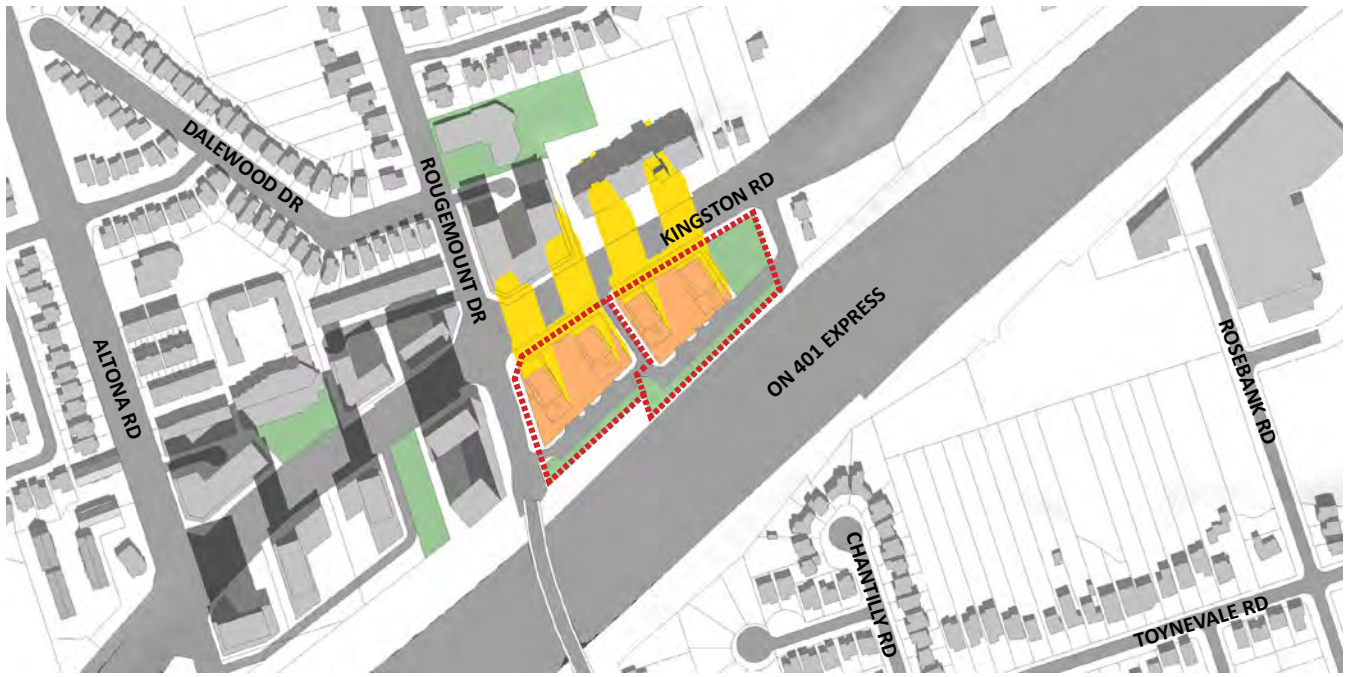 DALEWOOD DR
ROUGEMOUNT DR
KINGSTON RD
ALTONA RD
ON 401 EXPRESS
ROSEBANK RD
CHANTILLY RD
TOYNEVALE RD